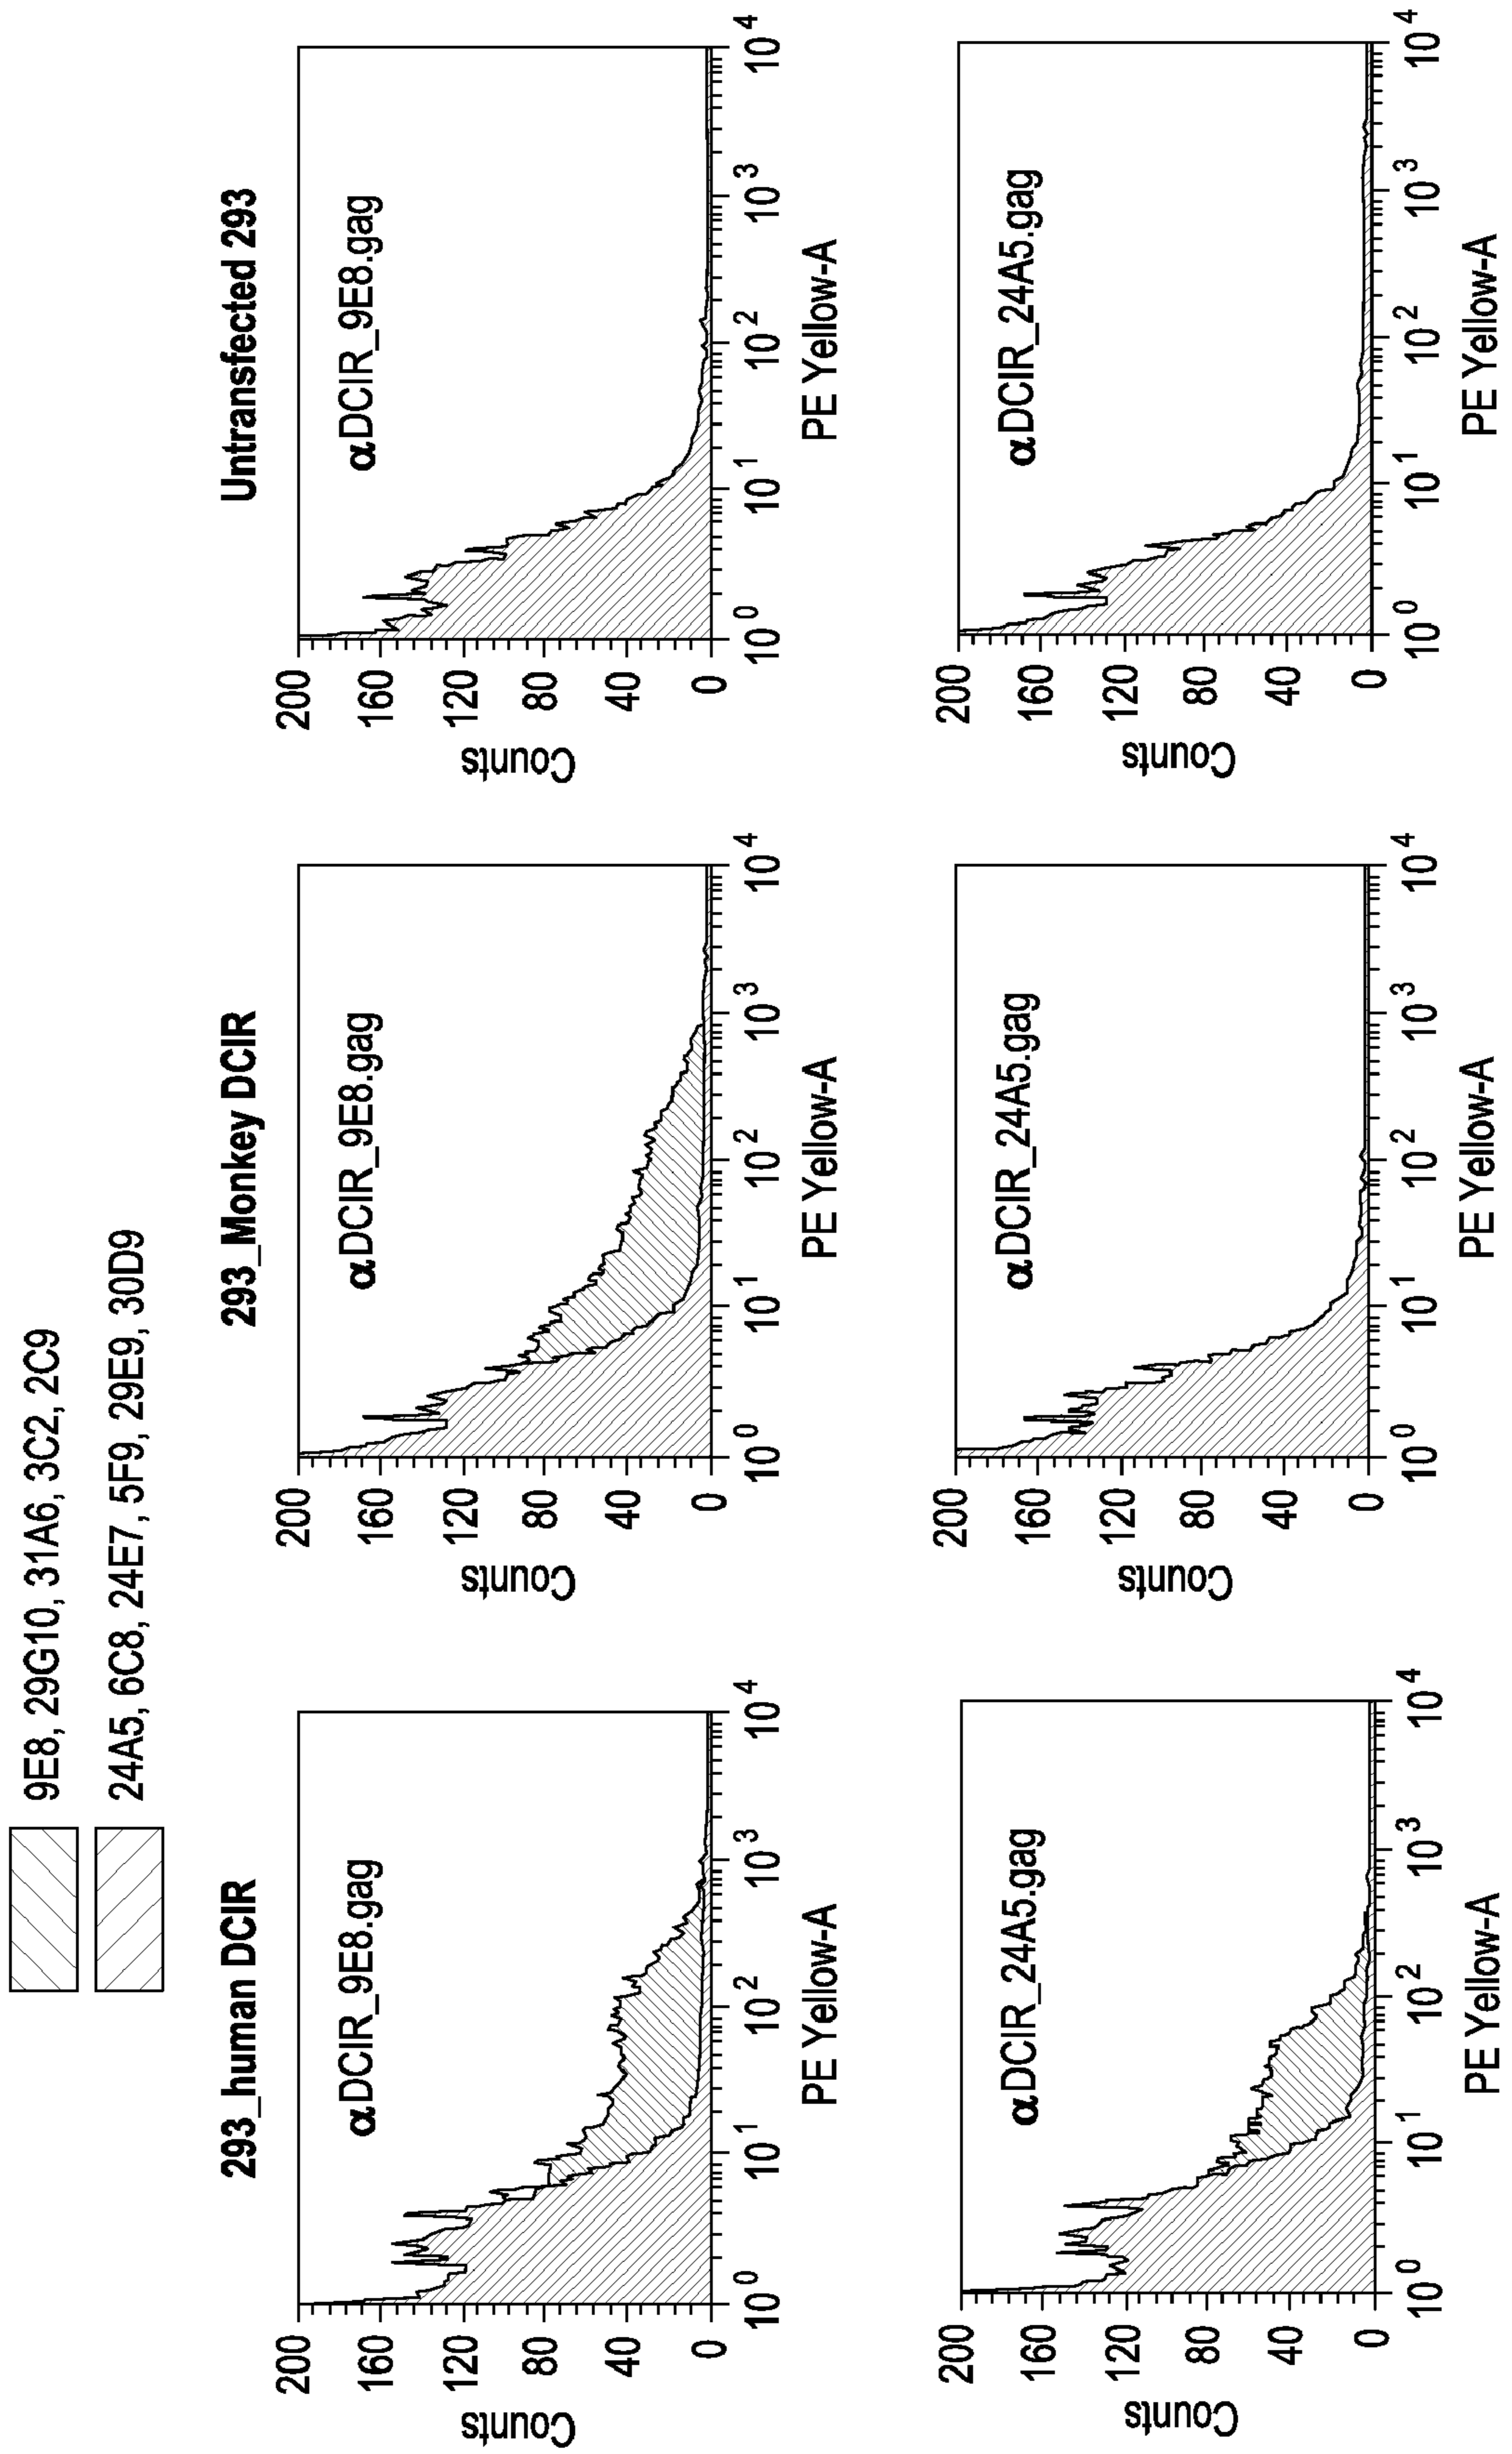 9E8, 29G10, 31A6, 3C2, 2C9
24A5, 6C8, 24E7, 5F9, 29E9, 30D9
293_human DCIR
293_Monkey DCIR
Untransfected 293
200
160
120
80
40
0
Counts
αDCIR_9E8.gag
10^0 10^1 10^2 10^3 10^4
PE Yellow-A
200
160
120
80
40
0
Counts
αDCIR_9E8.gag
10^0 10^1 10^2 10^3 10^4
PE Yellow-A
200
160
120
80
40
0
Counts
αDCIR_9E8.gag
10^0 10^1 10^2 10^3 10^4
PE Yellow-A
200
160
120
80
40
0
Counts
αDCIR_24A5.gag
10^0 10^1 10^2 10^3 10^4
PE Yellow-A
200
160
120
80
40
0
Counts
αDCIR_24A5.gag
10^0 10^1 10^2 10^3 10^4
PE Yellow-A
200
160
120
80
40
0
Counts
αDCIR_24A5.gag
10^0 10^1 10^2 10^3 10^4
PE Yellow-A